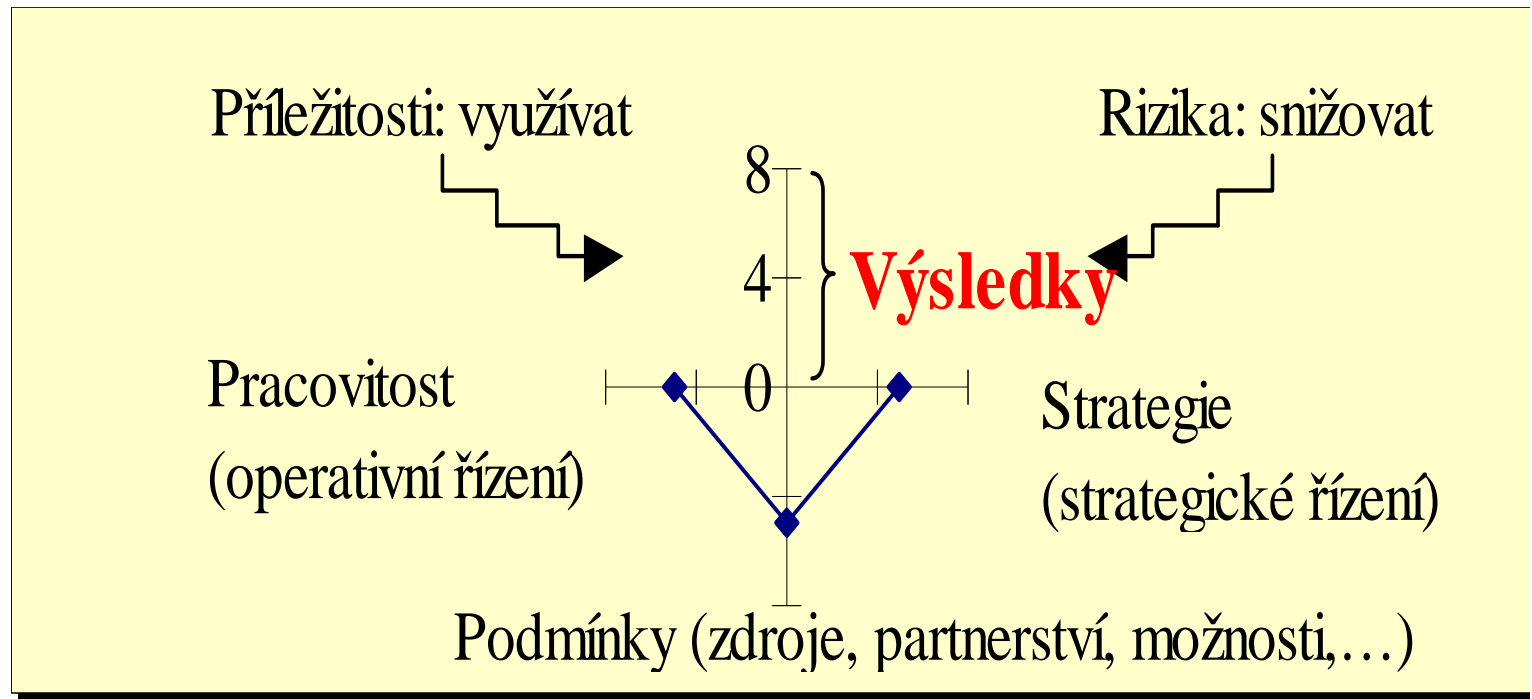 Příležitosti: využívat
Rizika: snižovat
8
4
Výsledky
0
Pracovitost
(operativní řízení)
Strategie
(strategické řízení)
Podmínky (zdroje, partnerství, možnosti,…)